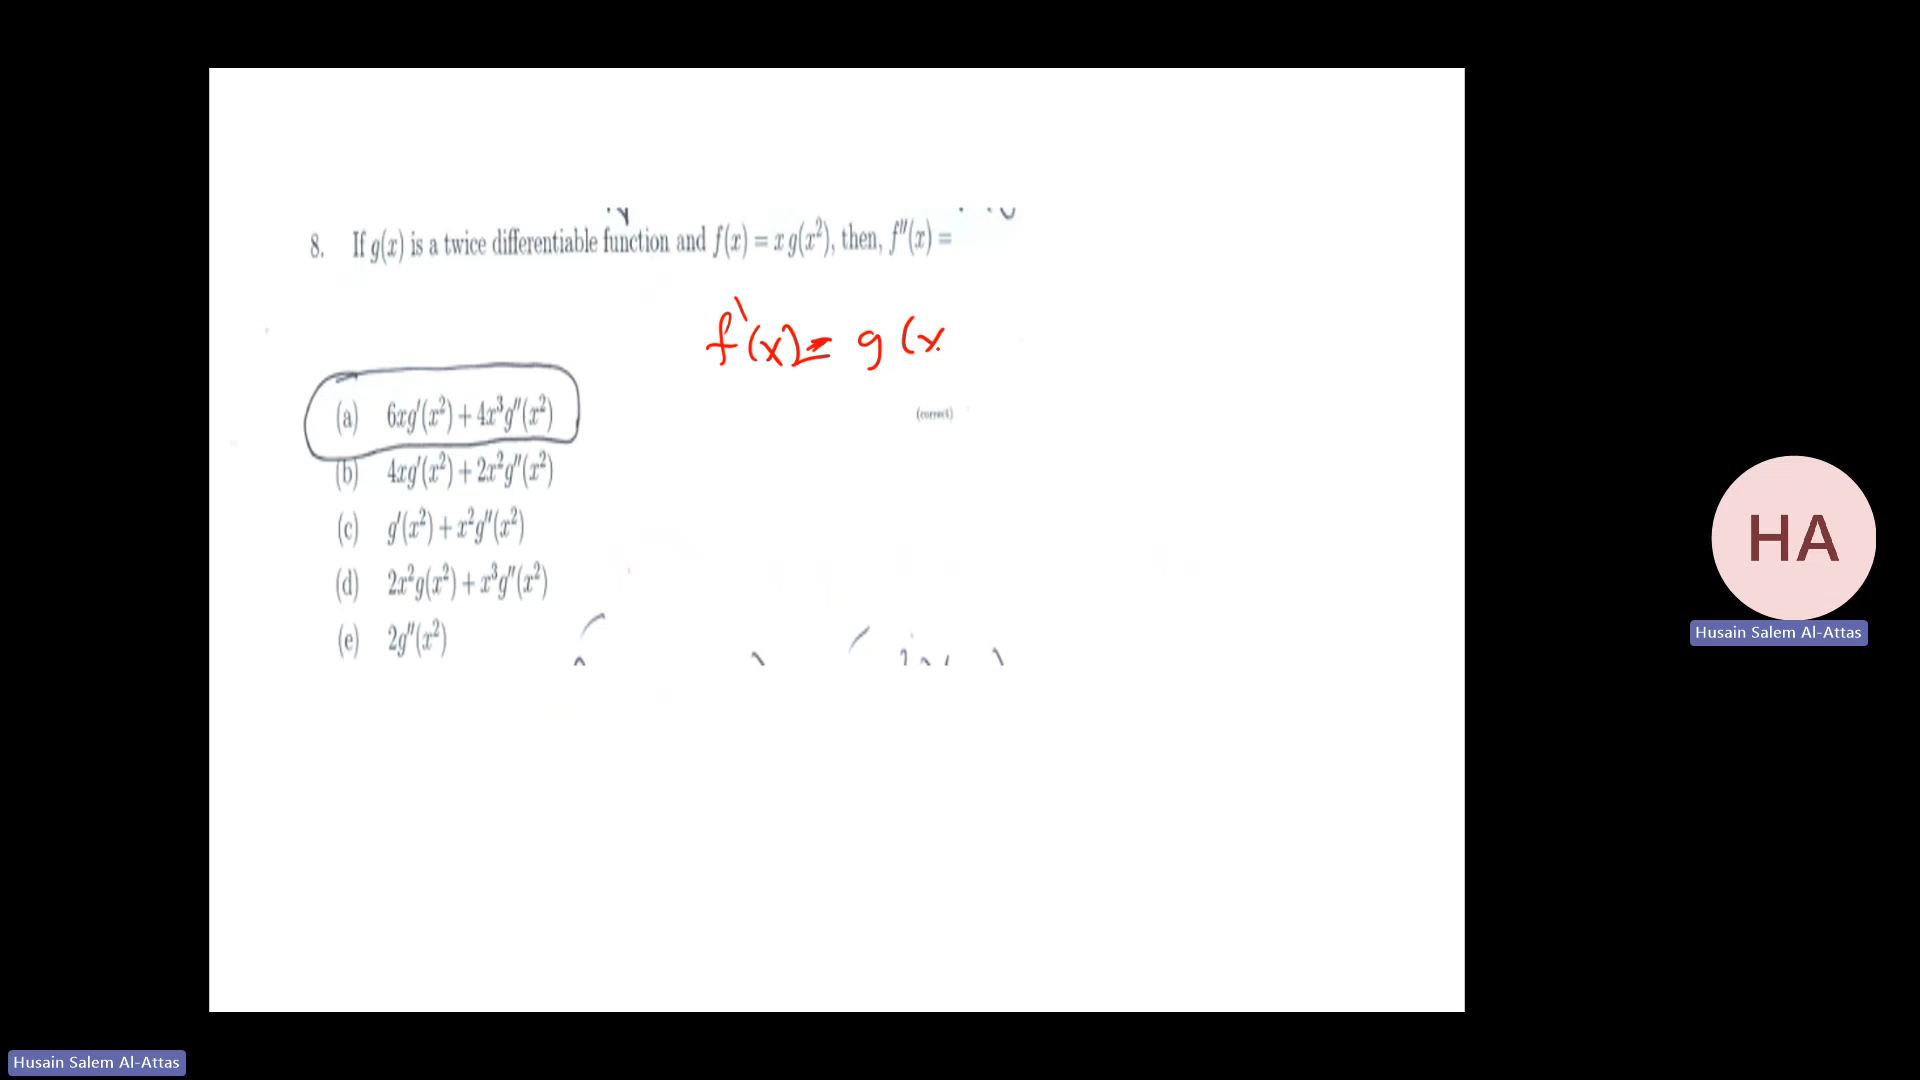 8. If g(x) is a twice differentiable function and f(x) = x g(x²), then, f″(x) =
f'(x) = g (x
(a) 6xg′(x²) + 4x³g″(x²) (correct)
(b) 4xg′(x²) + 2x²g″(x²)
(c) g′(x²) + x²g″(x²)
(d) 2x²g(x²) + x³g″(x²)
(e) 2g″(x²)
HA
Husain Salem Al-Attas
Husain Salem Al-Attas